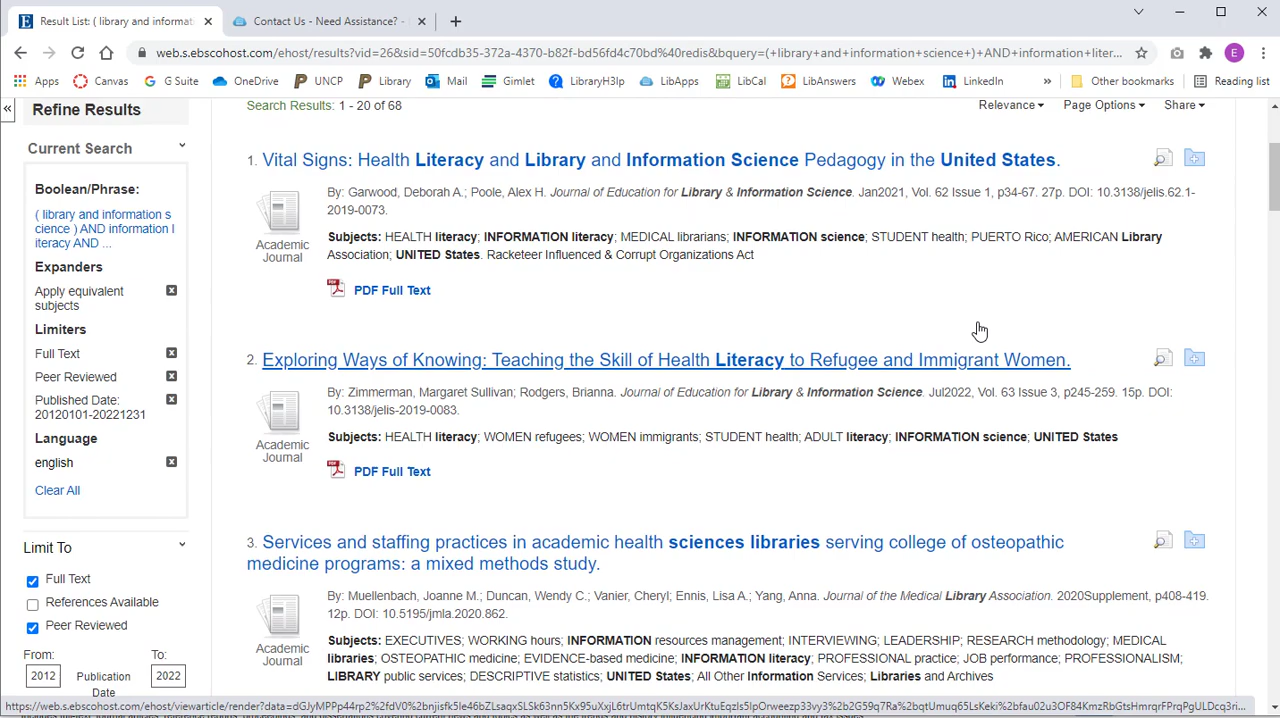 Result List: ( library and informat
Contact Us - Need Assistance? -
web.s.ebscohost.com/ehost/results?vid=26&sid=50fcdb35-372a-4370-b82f-bd56fd4c70bd%40redis&bquery=(+library+and+information+science+)+AND+information+liter...
E
Apps
Canvas
G Suite
OneDrive
UNCP
Library
Mail
Gimlet
LibraryH3lp
LibApps
LibCal
LibAnswers
Webex
LinkedIn
»
Other bookmarks
Reading list
Refine Results
Current Search
Boolean/Phrase:
( library and information s
cience ) AND information l
iteracy AND ...
Expanders
Apply equivalent
subjects
Limiters
Full Text
Peer Reviewed
Published Date:
20120101-20221231
Language
english
Clear All
Limit To
Full Text
References Available
Peer Reviewed
From:
To:
2012
Publication
Date
2022
Search Results: 1 - 20 of 68
Relevance
Page Options
Share
1. Vital Signs: Health Literacy and Library and Information Science Pedagogy in the United States.
Academic
Journal
By: Garwood, Deborah A.; Poole, Alex H. Journal of Education for Library & Information Science. Jan2021, Vol. 62 Issue 1, p34-67. 27p. DOI: 10.3138/jelis.62.1-
2019-0073.
Subjects: HEALTH literacy; INFORMATION literacy; MEDICAL librarians; INFORMATION science; STUDENT health; PUERTO Rico; AMERICAN Library
Association; UNITED States. Racketeer Influenced & Corrupt Organizations Act
PDF Full Text
2. Exploring Ways of Knowing: Teaching the Skill of Health Literacy to Refugee and Immigrant Women.
Academic
Journal
By: Zimmerman, Margaret Sullivan; Rodgers, Brianna. Journal of Education for Library & Information Science. Jul2022, Vol. 63 Issue 3, p245-259. 15p. DOI:
10.3138/jelis-2019-0083.
Subjects: HEALTH literacy; WOMEN refugees; WOMEN immigrants; STUDENT health; ADULT literacy; INFORMATION science; UNITED States
PDF Full Text
3. Services and staffing practices in academic health sciences libraries serving college of osteopathic
medicine programs: a mixed methods study.
Academic
Journal
By: Muellenbach, Joanne M.; Duncan, Wendy C.; Vanier, Cheryl; Ennis, Lisa A.; Yang, Anna. Journal of the Medical Library Association. 2020Supplement, p408-419.
12p. DOI: 10.5195/jmla.2020.862.
Subjects: EXECUTIVES; WORKING hours; INFORMATION resources management; INTERVIEWING; LEADERSHIP; RESEARCH methodology; MEDICAL
libraries; OSTEOPATHIC medicine; EVIDENCE-based medicine; INFORMATION literacy; PROFESSIONAL practice; JOB performance; PROFESSIONALISM;
LIBRARY public services; DESCRIPTIVE statistics; UNITED States; All Other Information Services; Libraries and Archives